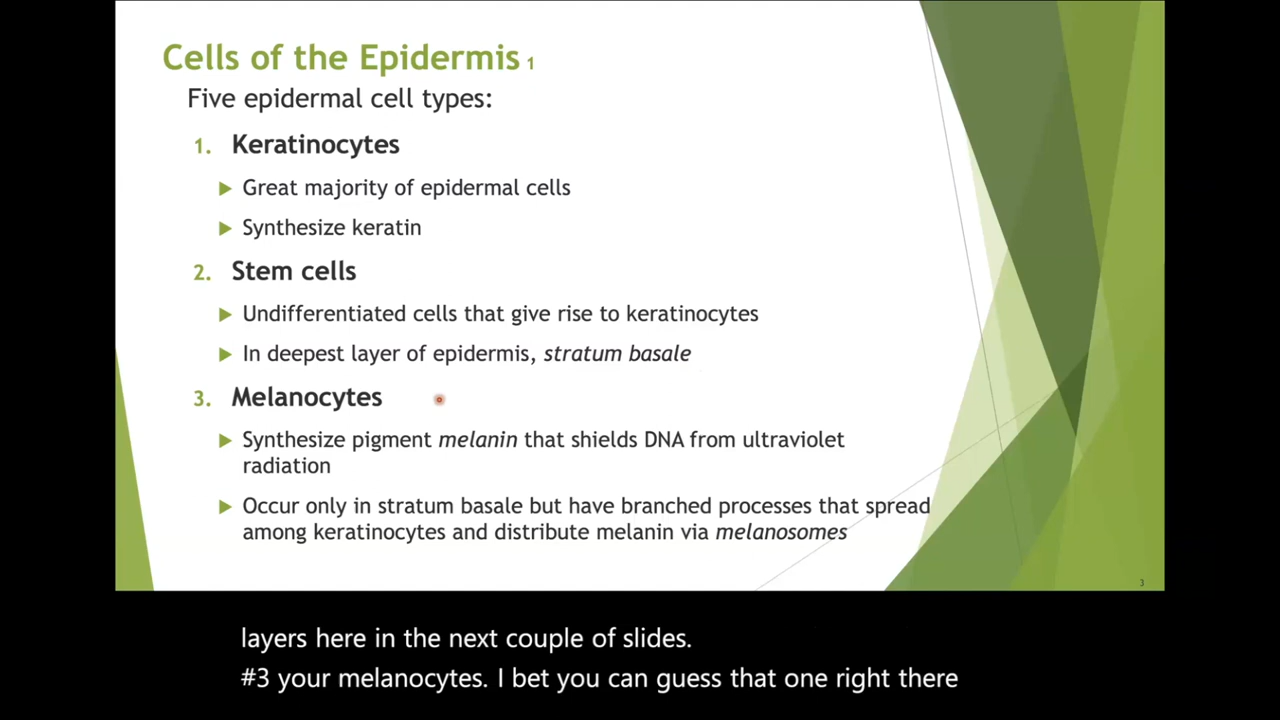 Cells of the Epidermis 1
Five epidermal cell types:
1. Keratinocytes
Great majority of epidermal cells
Synthesize keratin
2. Stem cells
Undifferentiated cells that give rise to keratinocytes
In deepest layer of epidermis, stratum basale
3. Melanocytes
Synthesize pigment melanin that shields DNA from ultraviolet
radiation
Occur only in stratum basale but have branched processes that spread
among keratinocytes and distribute melanin via melanosomes
3
layers here in the next couple of slides.
#3 your melanocytes. I bet you can guess that one right there